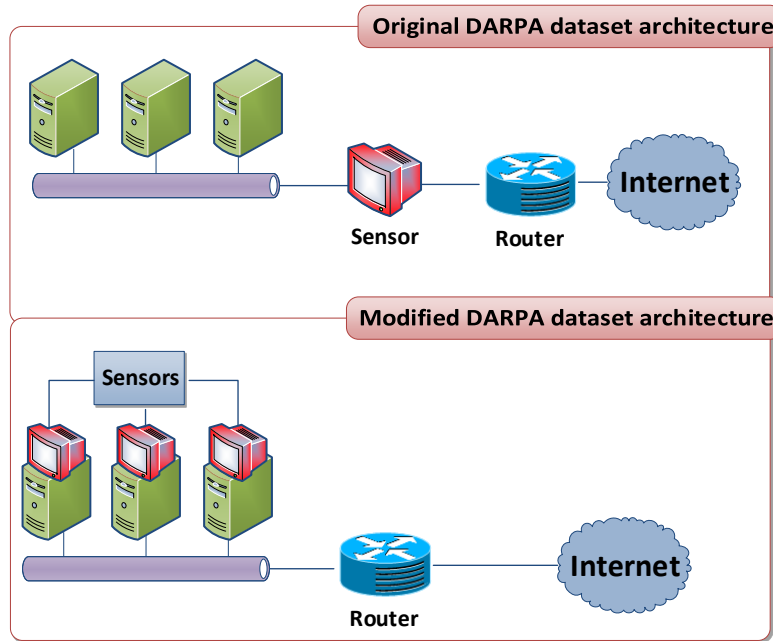 Original DARPA dataset architecture
Internet
Sensor
Router
Modified DARPA dataset architecture
Sensors
Internet
Router